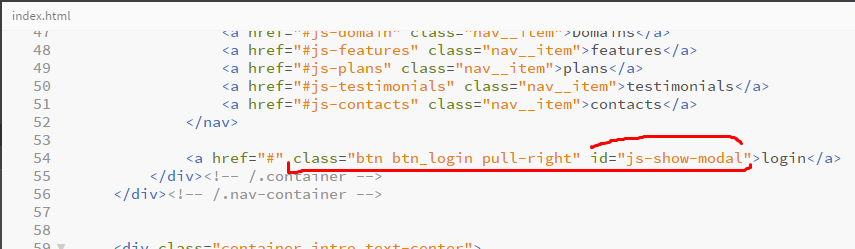 index.html
47 <a href="#js-domain" class="nav__item">Domains</a>
48 <a href="#js-features" class="nav__item">features</a>
49 <a href="#js-plans" class="nav__item">plans</a>
50 <a href="#js-testimonials" class="nav__item">testimonials</a>
51 <a href="#js-contacts" class="nav__item">contacts</a>
52 </nav>
53
54 <a href="#" class="btn btn_login pull-right" id="js-show-modal">login</a>
55 </div><!-- /.container -->
56 </div><!-- /.nav-container -->
57
58
59 <div class="container intro text-center">